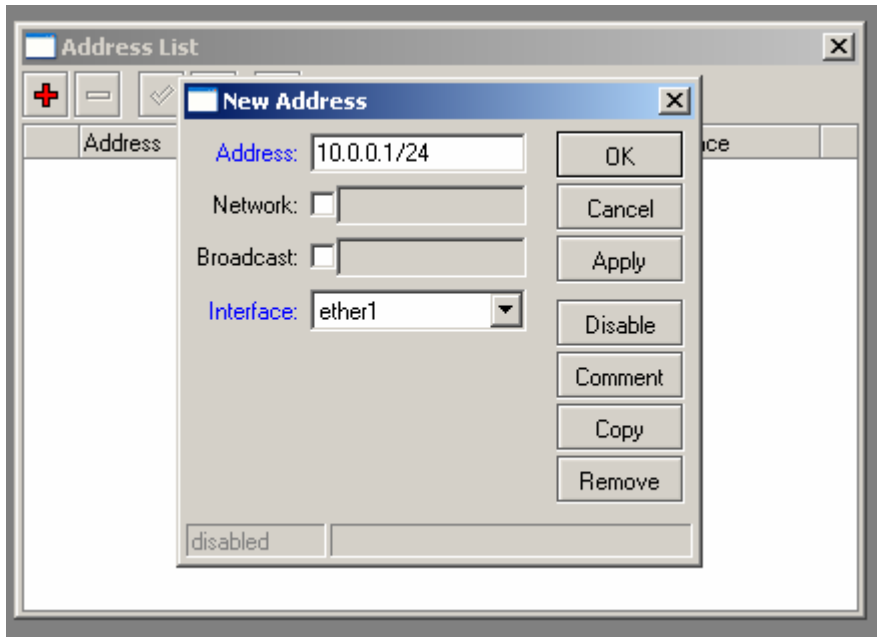 Address List
New Address
Address
Address: 10.0.0.1/24
OK
Network:
Cancel
Broadcast:
Apply
Interface: ether1
Disable
Comment
Copy
Remove
disabled